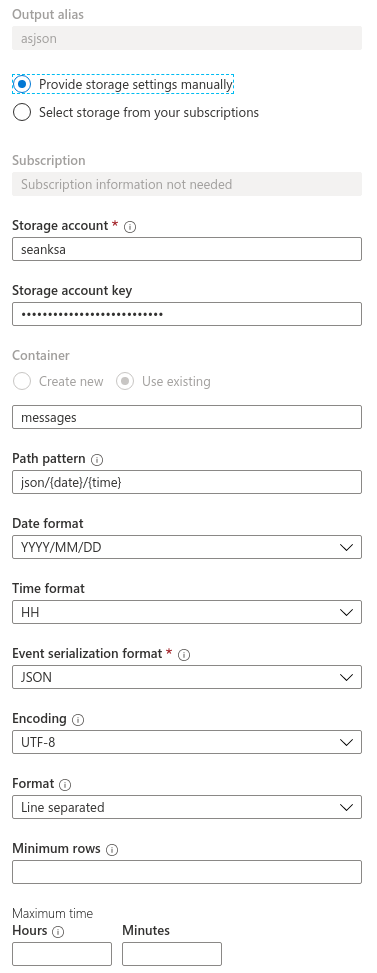 Output alias
asjson
Provide storage settings manually
Select storage from your subscriptions
Subscription
Subscription information not needed
Storage account *
seanksa
Storage account key
•••••••••••••••••••••••••••
Container
Create new Use existing
messages
Path pattern
json/{date}/{time}
Date format
YYYY/MM/DD
Time format
HH
Event serialization format *
JSON
Encoding
UTF-8
Format
Line separated
Minimum rows
Maximum time
Hours Minutes